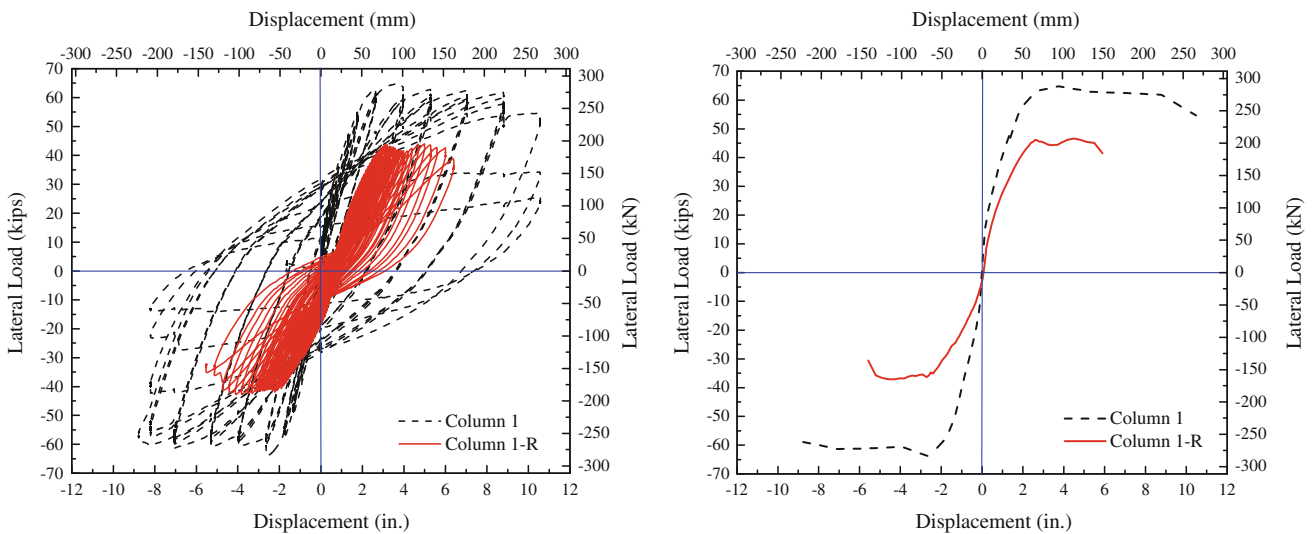 Displacement (mm)
-300 -250 -200 -150 -100 -50 0 50 100 150 200 250 300
70 60 50 40 30 20 10 0 -10 -20 -30 -40 -50 -60 -70
Lateral Load (kips)
300 250 200 150 100 50 0 -50 -100 -150 -200 -250 -300
Lateral Load (kN)
Column 1
Column 1-R
-12 -10 -8 -6 -4 -2 0 2 4 6 8 10 12
Displacement (in.)
Displacement (mm)
-300 -250 -200 -150 -100 -50 0 50 100 150 200 250 300
70 60 50 40 30 20 10 0 -10 -20 -30 -40 -50 -60 -70
Lateral Load (kips)
300 250 200 150 100 50 0 -50 -100 -150 -200 -250 -300
Lateral Load (kN)
Column 1
Column 1-R
-12 -10 -8 -6 -4 -2 0 2 4 6 8 10 12
Displacement (in.)